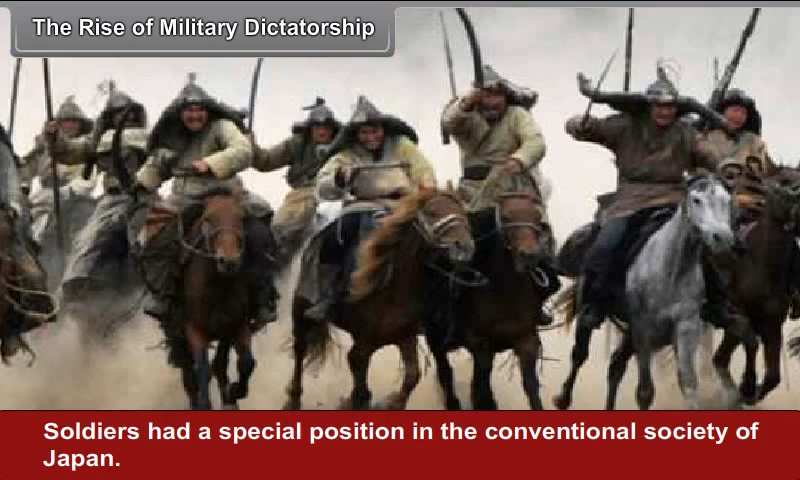 The Rise of Military Dictatorship
Soldiers had a special position in the conventional society of
Japan.